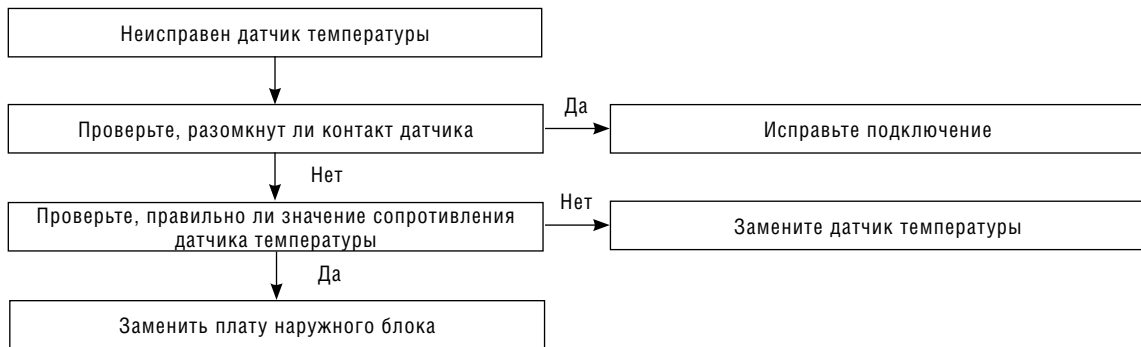 Неисправен датчик температуры
Да
Проверьте, разомкнут ли контакт датчика
Исправьте подключение
Нет
Проверьте, правильно ли значение сопротивления
датчика температуры
Нет
Замените датчик температуры
Да
Заменить плату наружного блока